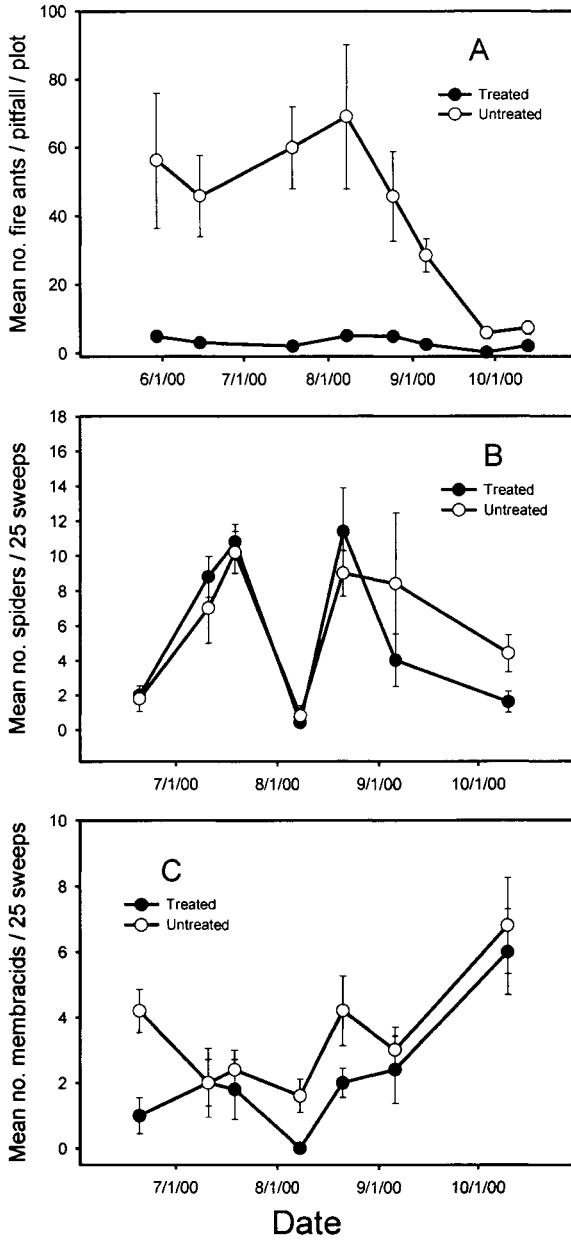 100
80
60
40
20
0
Mean no. fire ants / pitfall / plot
A
Treated
Untreated
6/1/00 7/1/00 8/1/00 9/1/00 10/1/00
18
16
14
12
10
8
6
4
2
0
Mean no. spiders / 25 sweeps
B
Treated
Untreated
7/1/00 8/1/00 9/1/00 10/1/00
10
8
6
4
2
0
Mean no. membracids / 25 sweeps
C
Treated
Untreated
7/1/00 8/1/00 9/1/00 10/1/00
Date